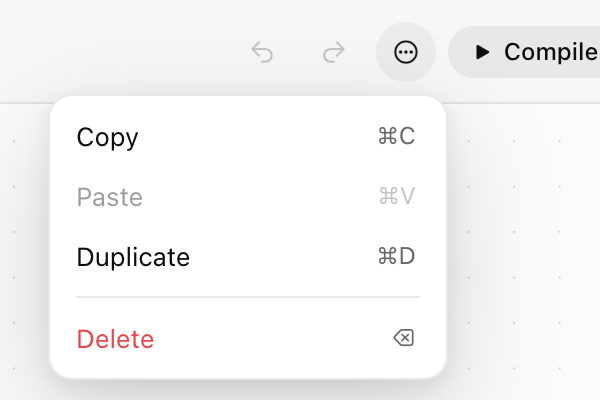 Compile
Copy ⌘C
Paste ⌘V
Duplicate ⌘D
Delete ⌫